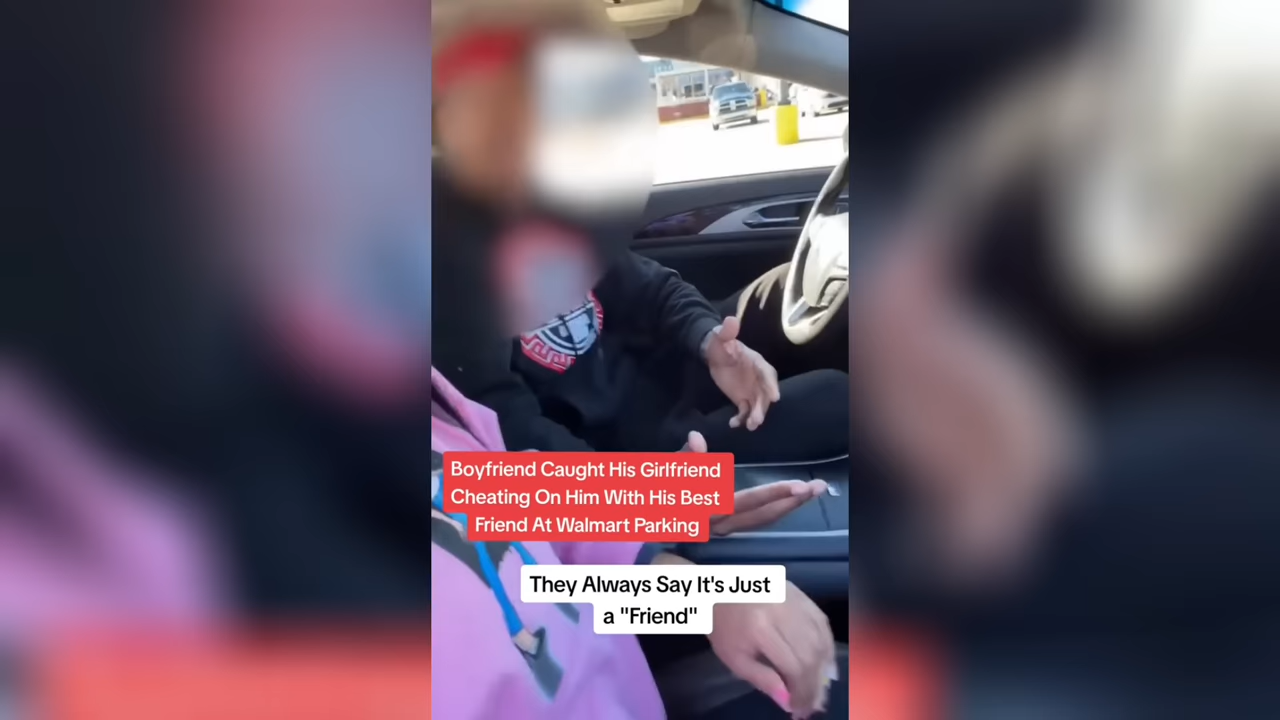 Boyfriend Caught His Girlfriend
Cheating On Him With His Best
Friend At Walmart Parking
They Always Say It's Just
a "Friend"